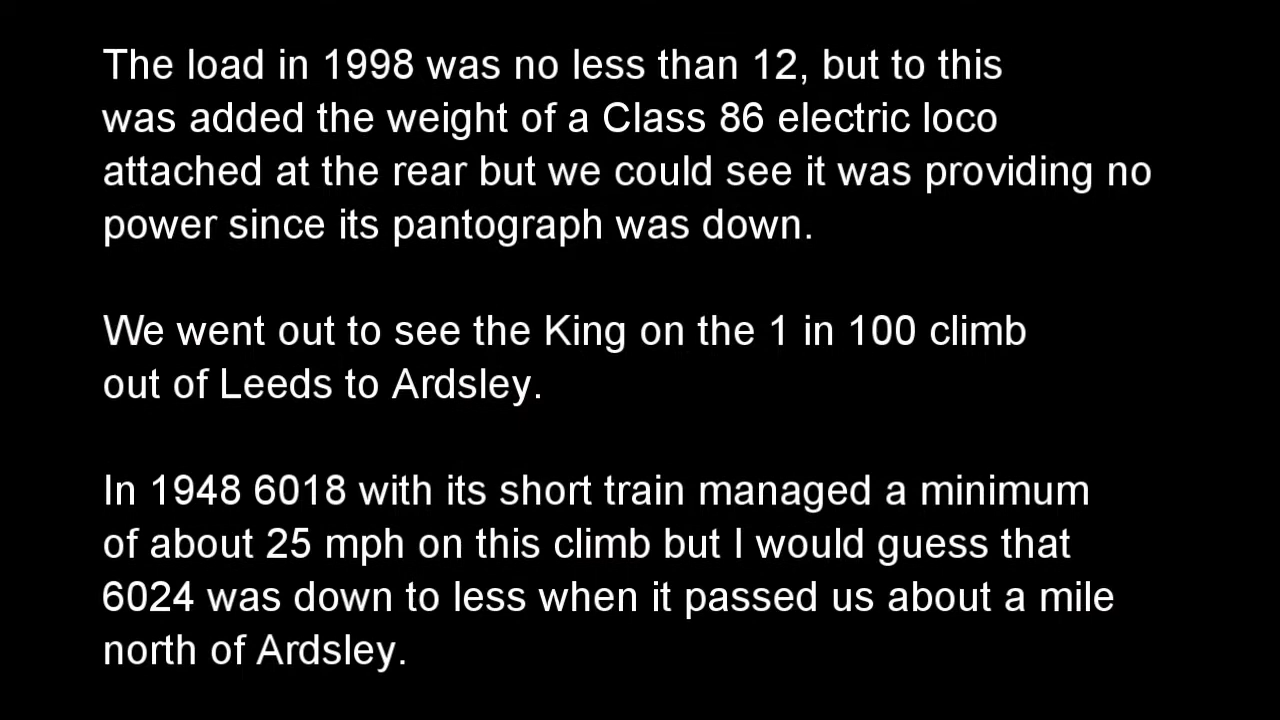 The load in 1998 was no less than 12, but to this
was added the weight of a Class 86 electric loco
attached at the rear but we could see it was providing no
power since its pantograph was down.
We went out to see the King on the 1 in 100 climb
out of Leeds to Ardsley.
In 1948 6018 with its short train managed a minimum
of about 25 mph on this climb but I would guess that
6024 was down to less when it passed us about a mile
north of Ardsley.